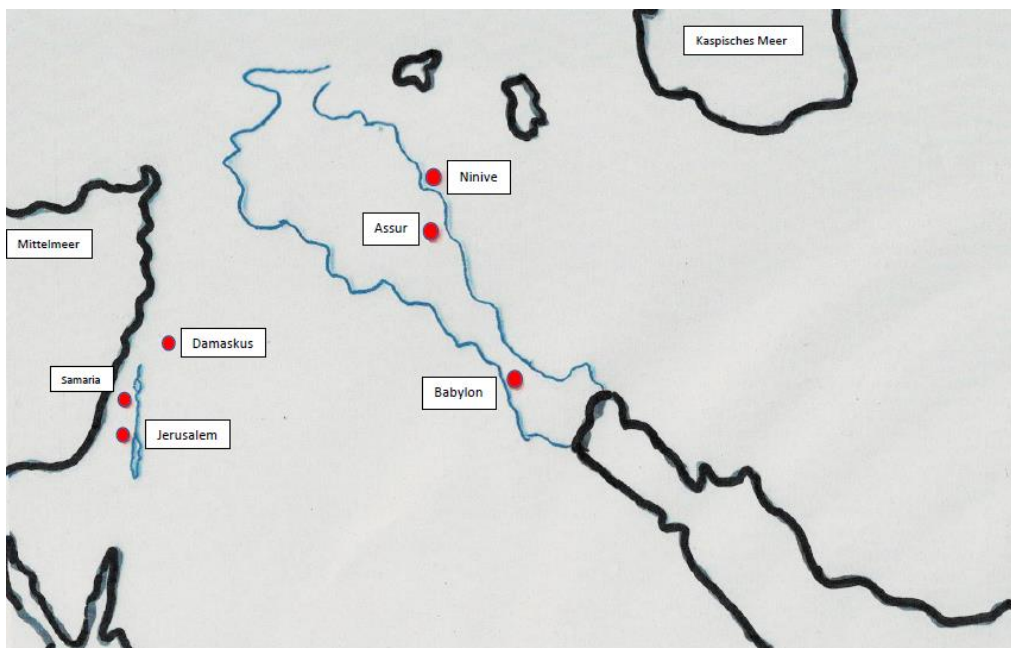 Kaspisches Meer
Ninive
Assur
Mittelmeer
Damaskus
Samaria
Babylon
Jerusalem